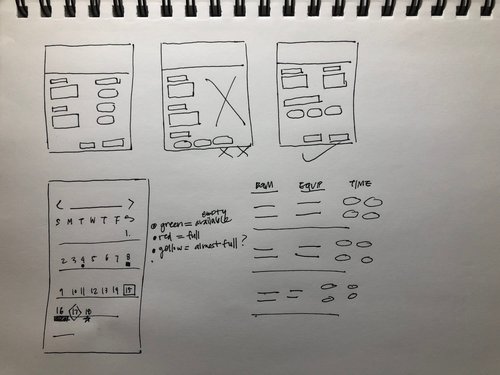 S M T W T F S
1.
2 3 4 5 6 7 8
9 10 11 12 13 14 15
16 17 18
empty
green = available
red = full
yellow = almost full ?
ROOM EQUIP TIME